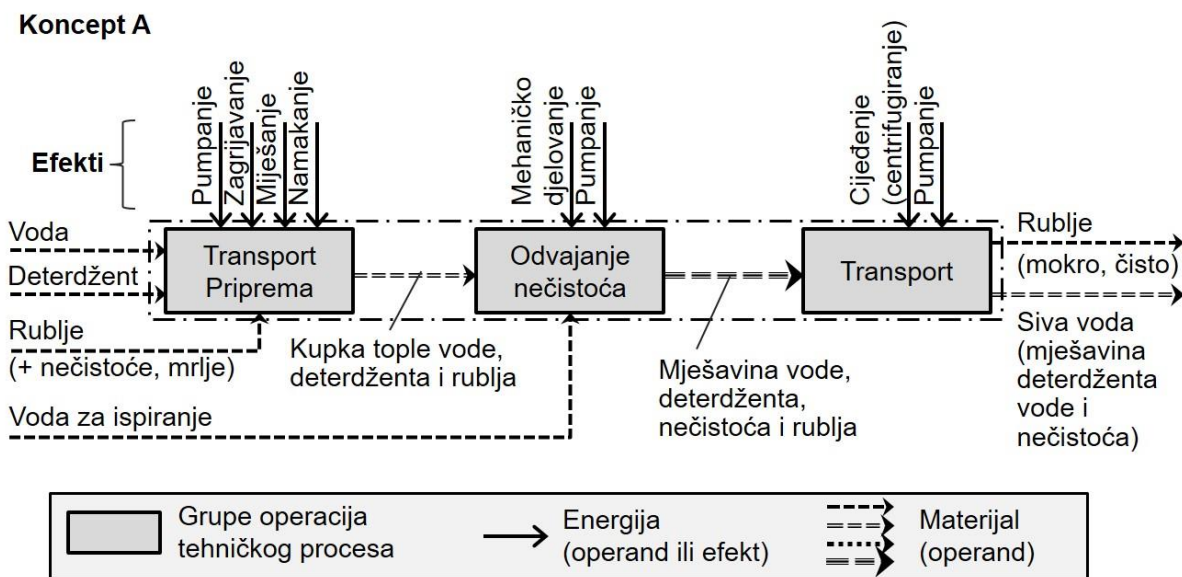 Koncept A
Efekti
Pumpanje
Zagrijavanje
Miješanje
Namakanje
Mehaničko
djelovanje
Pumpanje
Cijeđenje
(centrifugiranje)
Pumpanje
Voda
Deterdžent
Rublje
(+ nečistoće, mrlje)
Voda za ispiranje
Transport
Priprema
Odvajanje
nečistoća
Transport
Kupka tople vode,
deterdženta i rublja
Mješavina vode,
deterdženta,
nečistoća i rublja
Rublje
(mokro, čisto)
Siva voda
(mješavina
deterdženta
vode i
nečistoća)
Grupe operacija
tehničkog procesa
Energija
(operand ili efekt)
Materijal
(operand)